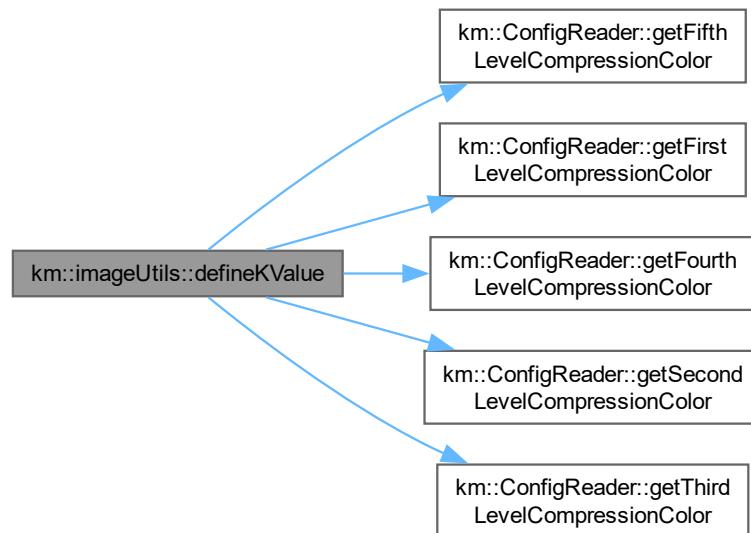 km::ConfigReader::getFifth
LevelCompressionColor
km::ConfigReader::getFirst
LevelCompressionColor
km::imageUtils::defineKValue
km::ConfigReader::getFourth
LevelCompressionColor
km::ConfigReader::getSecond
LevelCompressionColor
km::ConfigReader::getThird
LevelCompressionColor